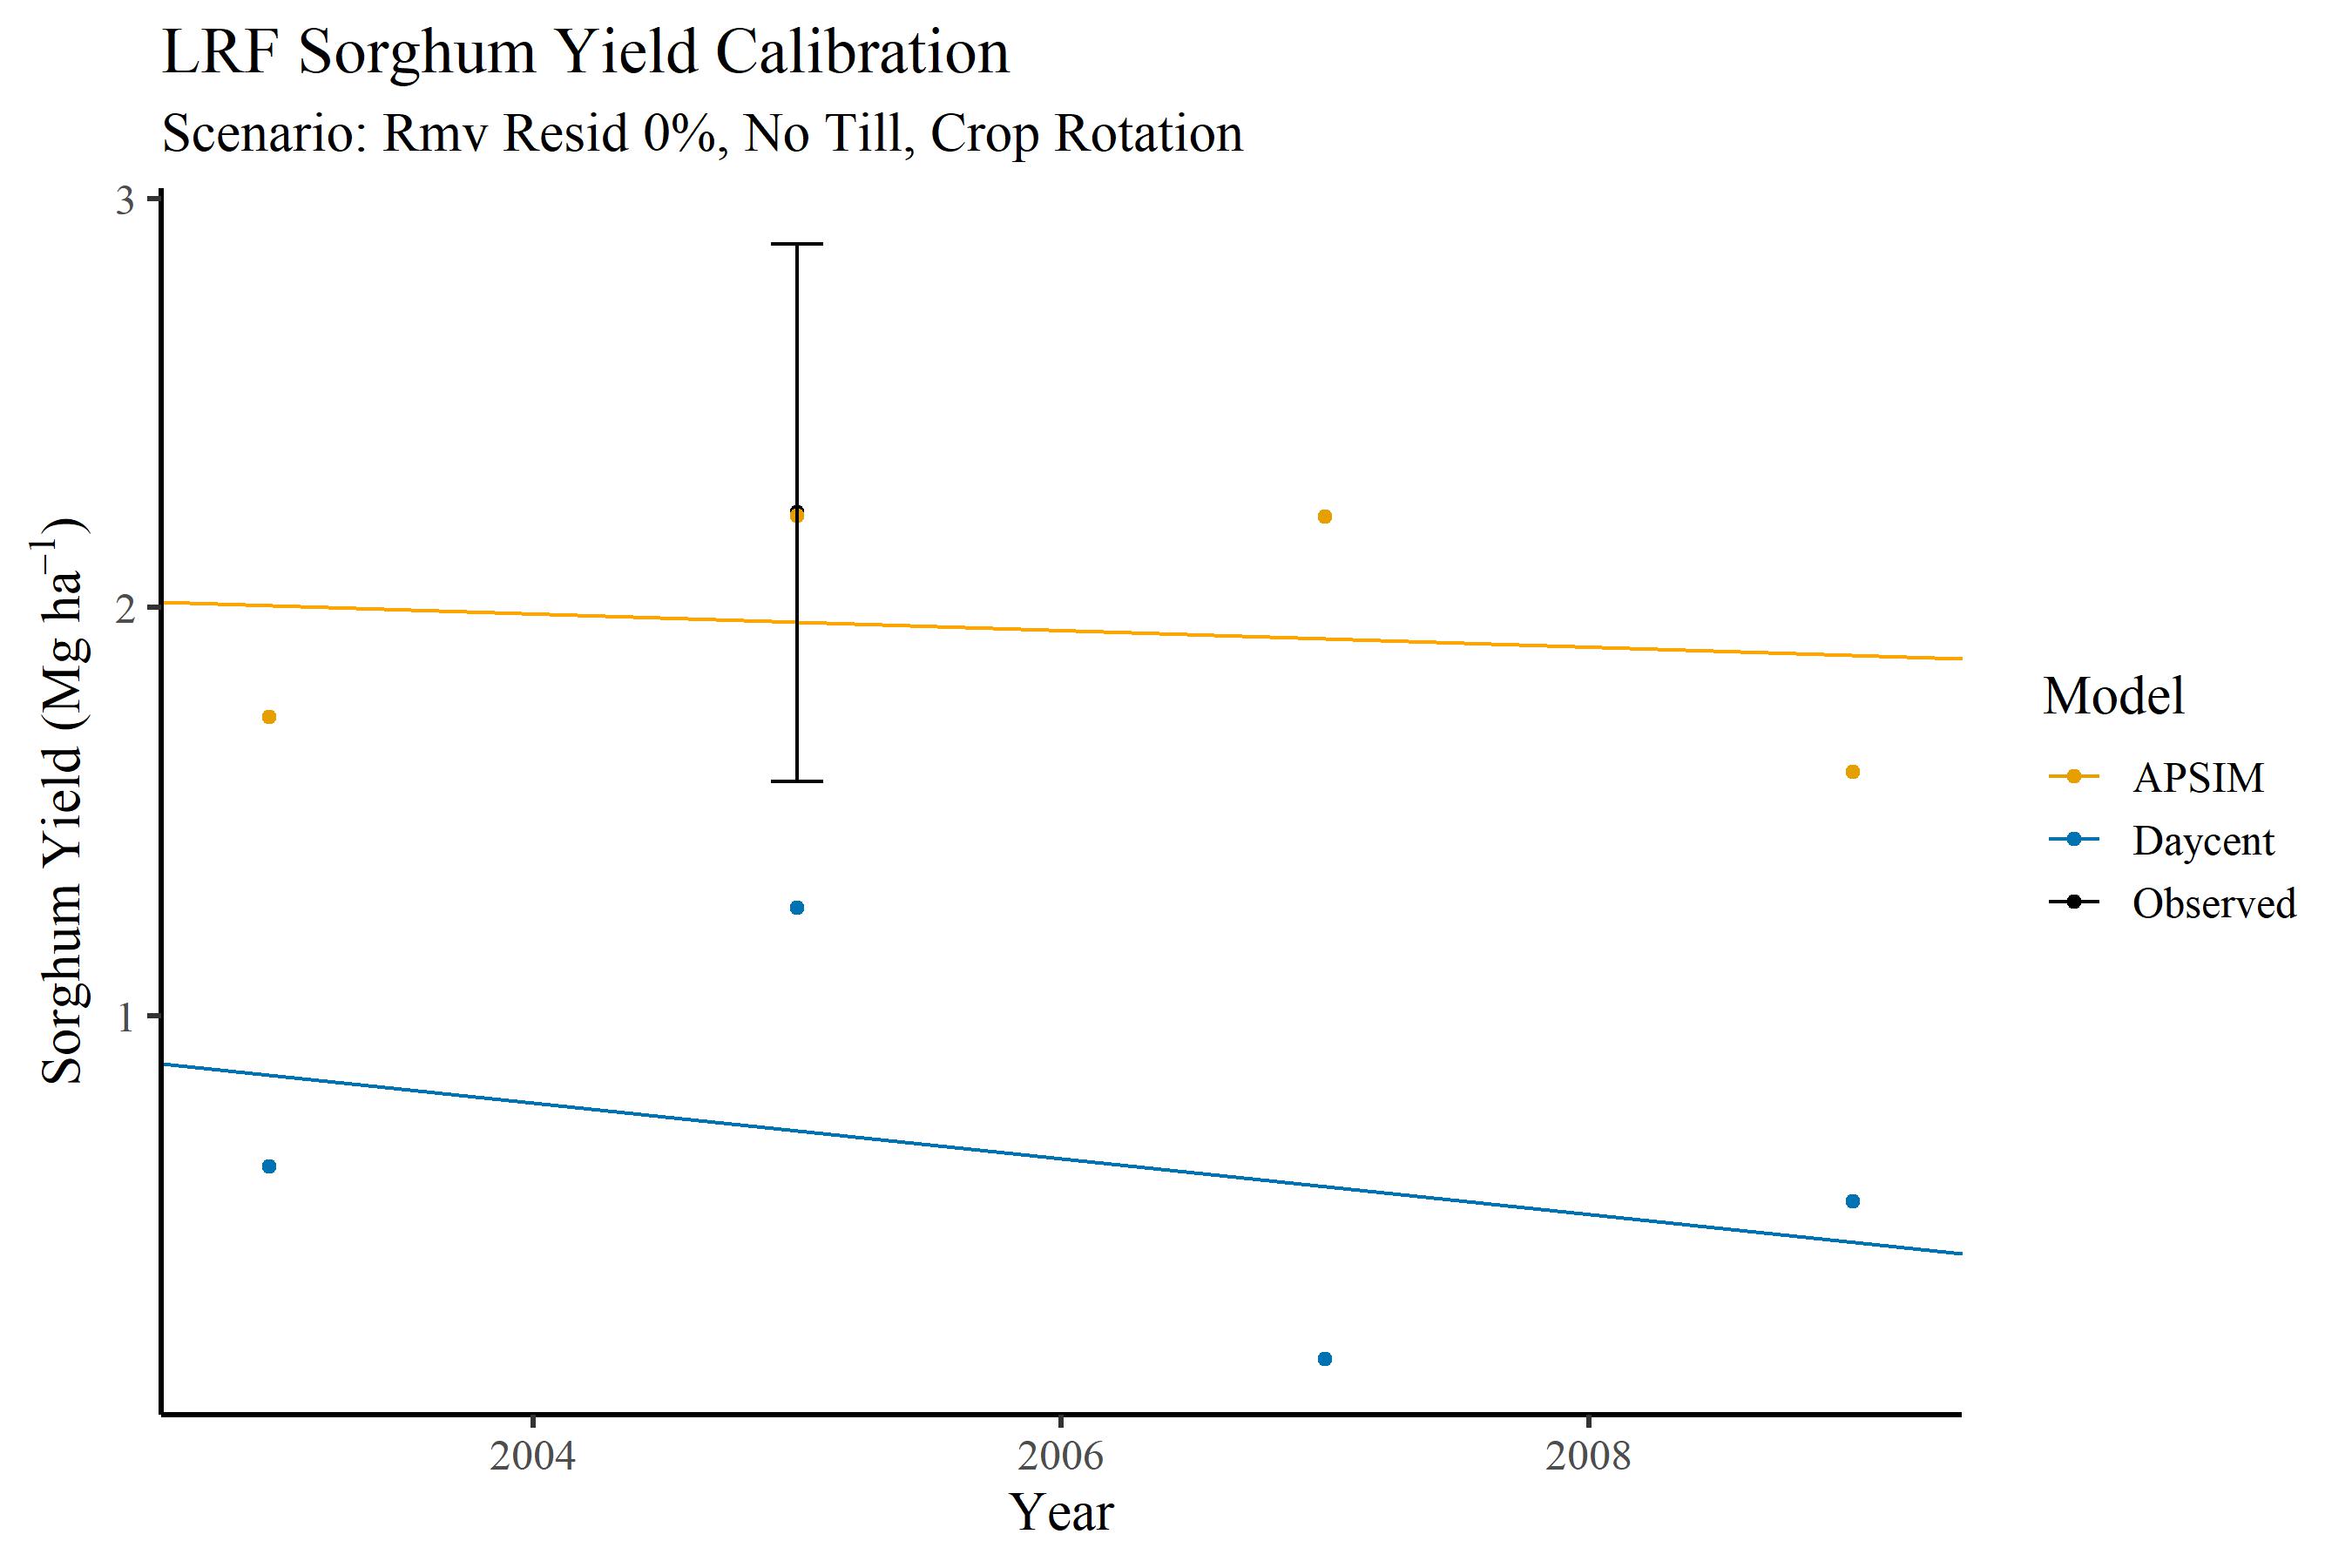 LRF Sorghum Yield Calibration
Scenario: Rmv Resid 0%, No Till, Crop Rotation
Sorghum Yield (Mg ha⁻¹)
3
2
1
2004
2006
2008
Year
Model
APSIM
Daycent
Observed